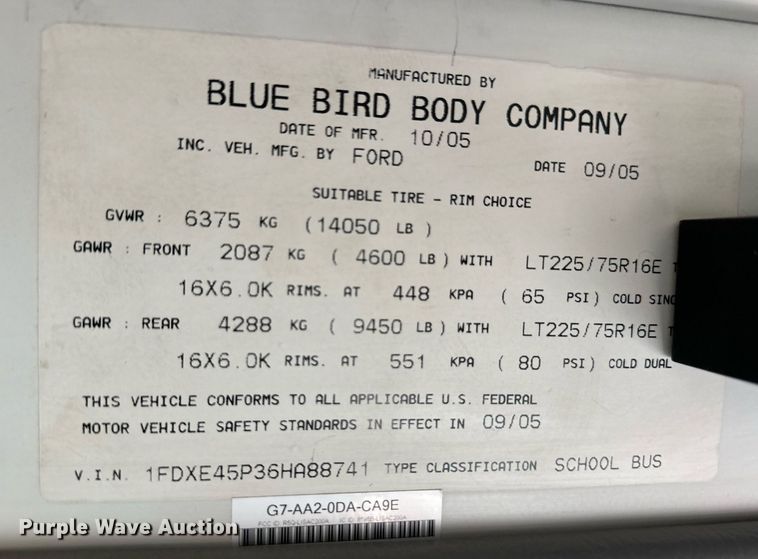 MANUFACTURED BY
BLUE BIRD BODY COMPANY
DATE OF MFR. 10/05
INC. VEH. MFG. BY FORD DATE 09/05
SUITABLE TIRE - RIM CHOICE
GVWR : 6375 KG (14050 LB )
GAWR : FRONT 2087 KG ( 4600 LB ) WITH LT225/75R16E
16X6.0K RIMS. AT 448 KPA ( 65 PSI ) COLD
GAWR : REAR 4288 KG ( 9450 LB ) WITH LT225/75R16E
16X6.0K RIMS. AT 551 KPA ( 80 PSI ) COLD DUAL
THIS VEHICLE CONFORMS TO ALL APPLICABLE U.S. FEDERAL
MOTOR VEHICLE SAFETY STANDARDS IN EFFECT IN 09/05
V.I.N. 1FDXE45P36HA88741 TYPE CLASSIFICATION SCHOOL BUS
G7-AA2-0DA-CA9E
Purple Wave Auction